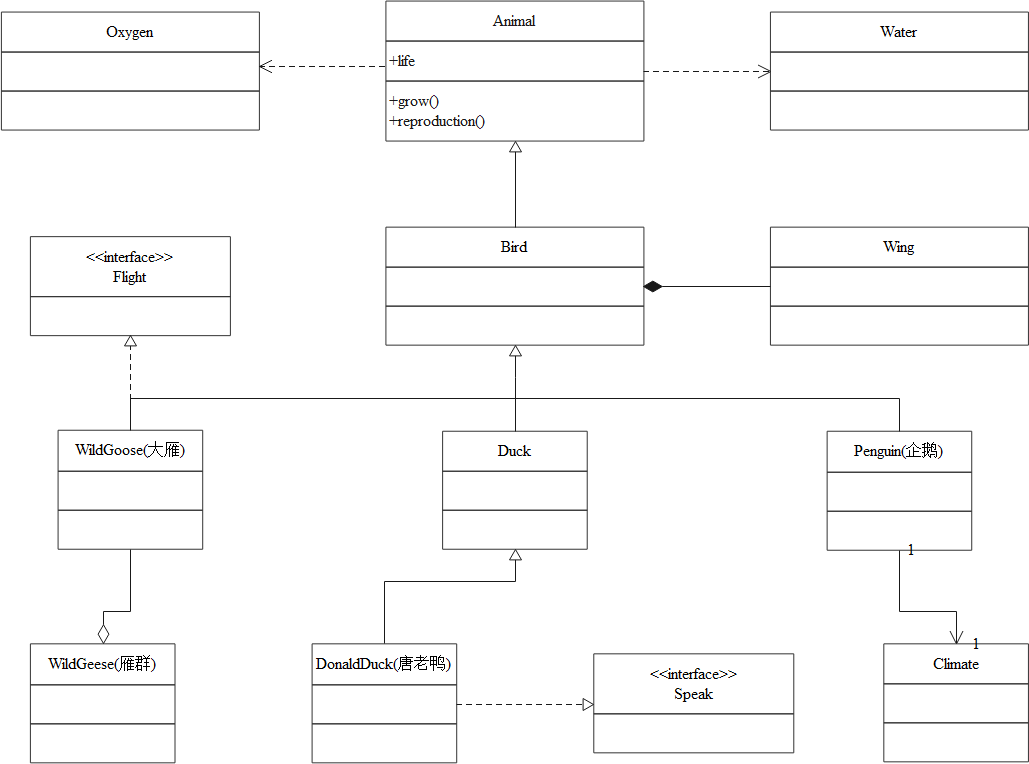 Oxygen
Animal
+life
+grow()
+reproduction()
Water
<<interface>>
Flight
Bird
Wing
WildGoose(大雁)
Duck
Penguin(企鹅)
1
1
WildGeese(雁群)
DonaldDuck(唐老鸭)
<<interface>>
Speak
Climate